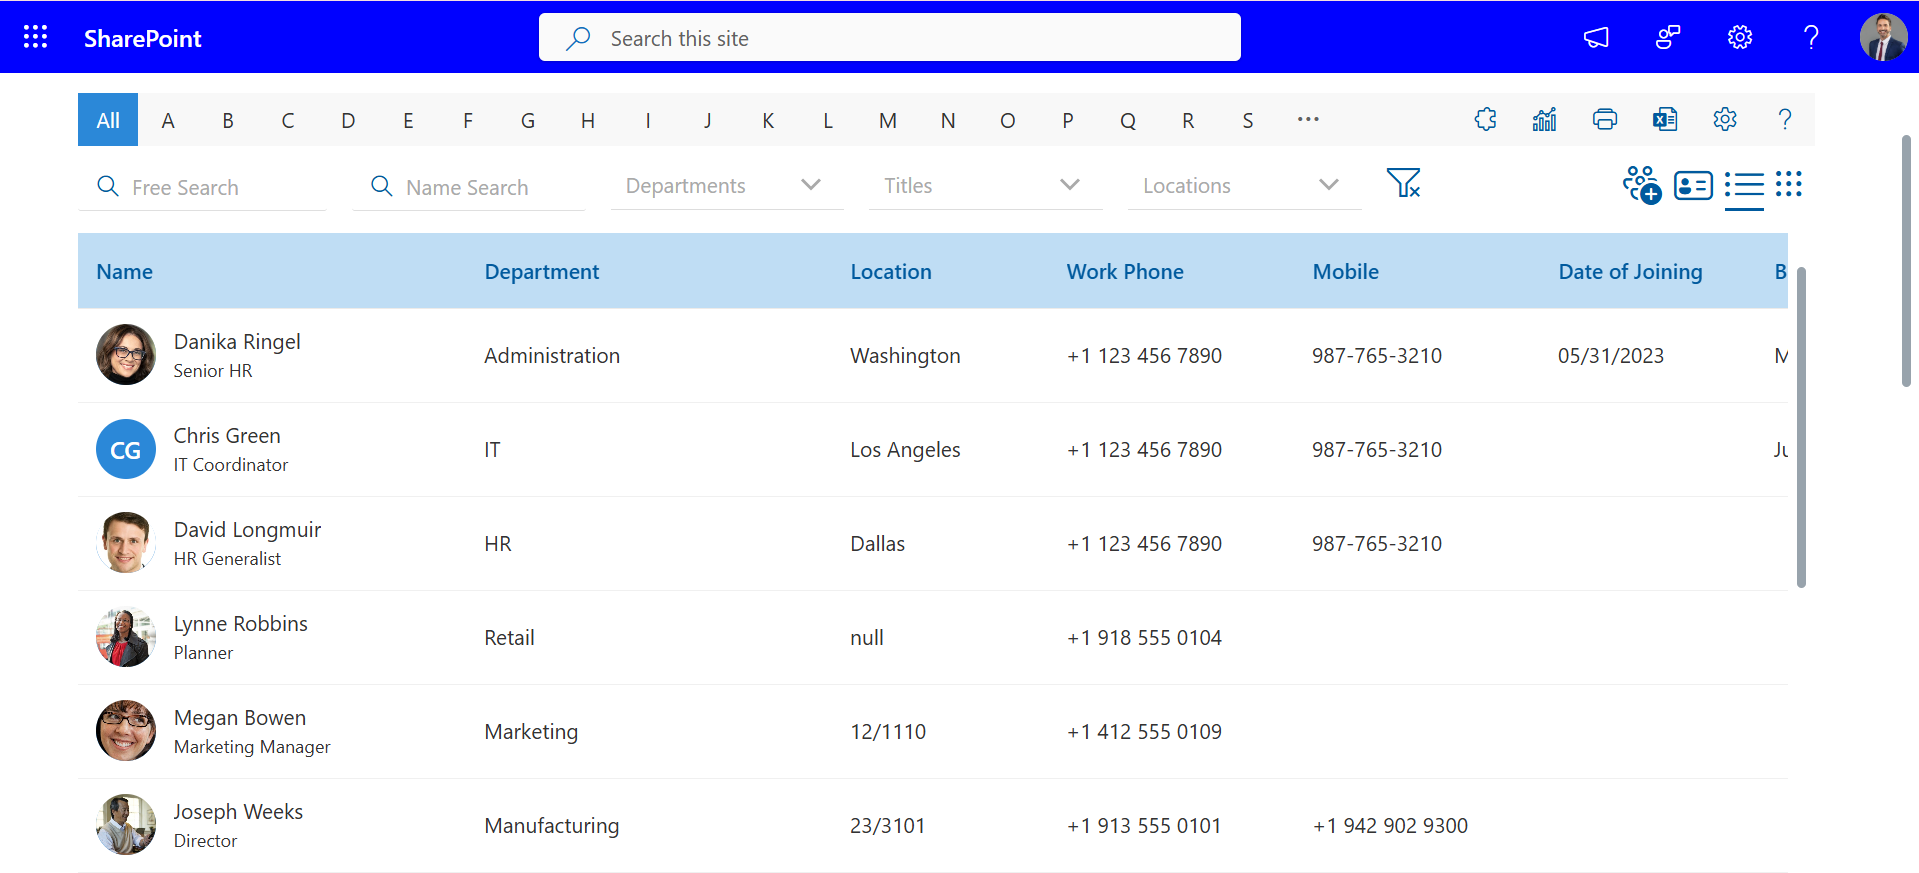 SharePoint
Search this site
All A B C D E F G H I J K L M N O P Q R S ...
Free Search Name Search Departments Titles Locations
Name Department Location Work Phone Mobile Date of Joining B
Danika Ringel
Senior HR
Administration Washington +1 123 456 7890 987-765-3210 05/31/2023 M
CG
Chris Green
IT Coordinator
IT Los Angeles +1 123 456 7890 987-765-3210 Ju
David Longmuir
HR Generalist
HR Dallas +1 123 456 7890 987-765-3210
Lynne Robbins
Planner
Retail null +1 918 555 0104
Megan Bowen
Marketing Manager
Marketing 12/1110 +1 412 555 0109
Joseph Weeks
Director
Manufacturing 23/3101 +1 913 555 0101 +1 942 902 9300